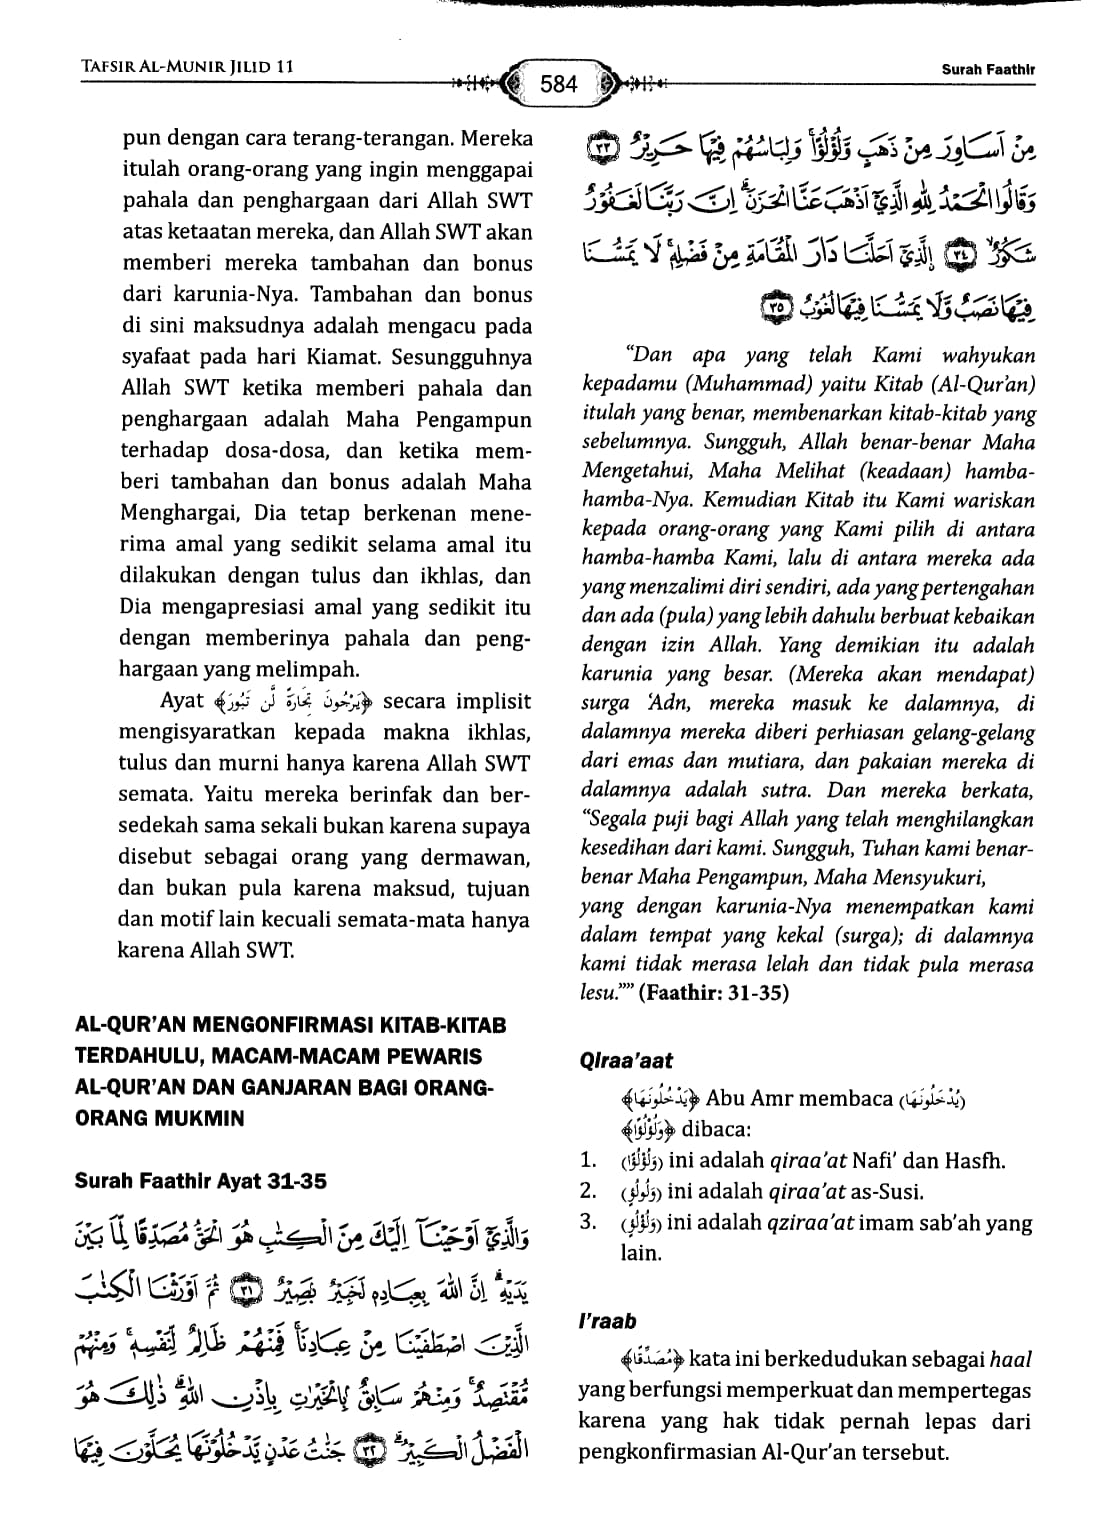 TAFSIR AL-MUNIR JILID 11
584
Surah Faathir
pun dengan cara terang-terangan. Mereka
itulah orang-orang yang ingin menggapai
pahala dan penghargaan dari Allah SWT
atas ketaatan mereka, dan Allah SWT akan
memberi mereka tambahan dan bonus
dari karunia-Nya. Tambahan dan bonus
di sini maksudnya adalah mengacu pada
syafaat pada hari Kiamat. Sesungguhnya
Allah SWT ketika memberi pahala dan
penghargaan adalah Maha Pengampun
terhadap dosa-dosa, dan ketika mem-
beri tambahan dan bonus adalah Maha
Menghargai, Dia tetap berkenan mene-
rima amal yang sedikit selama amal itu
dilakukan dengan tulus dan ikhlas, dan
Dia mengapresiasi amal yang sedikit itu
dengan memberinya pahala dan peng-
hargaan yang melimpah.
Ayat ﴿يَرْجُونَ تِجَارَةً لَّن تَبُورَ﴾ secara implisit
mengisyaratkan kepada makna ikhlas,
tulus dan murni hanya karena Allah SWT
semata. Yaitu mereka berinfak dan ber-
sedekah sama sekali bukan karena supaya
disebut sebagai orang yang dermawan,
dan bukan pula karena maksud, tujuan
dan motif lain kecuali semata-mata hanya
karena Allah SWT.
AL-QUR'AN MENGONFIRMASI KITAB-KITAB
TERDAHULU, MACAM-MACAM PEWARIS
AL-QUR'AN DAN GANJARAN BAGI ORANG-
ORANG MUKMIN
Surah Faathir Ayat 31-35
وَالَّذِيْٓ اَوْحَيْنَآ اِلَيْكَ مِنَ الْكِتٰبِ هُوَ الْحَقُّ مُصَدِّقًا لِّمَا بَيْنَ
يَدَيْهِۗ اِنَّ اللّٰهَ بِعِبَادِهٖ لَخَبِيْرٌۢ بَصِيْرٌ ﴿٣١﴾ ثُمَّ اَوْرَثْنَا الْكِتٰبَ
الَّذِيْنَ اصْطَفَيْنَا مِنْ عِبَادِنَاۚ فَمِنْهُمْ ظَالِمٌ لِّنَفْسِهٖۚ وَمِنْهُمْ
مُّقْتَصِدٌۚ وَمِنْهُمْ سَابِقٌۢ بِالْخَيْرٰتِ بِاِذْنِ اللّٰهِۗ ذٰلِكَ هُوَ
الْفَضْلُ الْكَبِيْرُۗ ﴿٣٢﴾ جَنّٰتُ عَدْنٍ يَّدْخُلُوْنَهَا يُحَلَّوْنَ فِيْهَا
مِنْ اَسَاوِرَ مِنْ ذَهَبٍ وَّلُؤْلُؤًاۚ وَلِبَاسُهُمْ فِيْهَا حَرِيْرٌ ﴿٣٣﴾
وَقَالُوا الْحَمْدُ لِلّٰهِ الَّذِيْٓ اَذْهَبَ عَنَّا الْحَزَنَۗ اِنَّ رَبَّنَا لَغَفُوْرٌ
شَكُوْرٌۙ ﴿٣٤﴾ اِلَّذِيْٓ اَحَلَّنَا دَارَ الْمُقَامَةِ مِنْ فَضْلِهٖۚ لَا يَمَسُّنَا
فِيْهَا نَصَبٌ وَّلَا يَمَسُّنَا فِيْهَا لُغُوْبٌ ﴿٣٥﴾
“Dan apa yang telah Kami wahyukan
kepadamu (Muhammad) yaitu Kitab (Al-Qur'an)
itulah yang benar, membenarkan kitab-kitab yang
sebelumnya. Sungguh, Allah benar-benar Maha
Mengetahui, Maha Melihat (keadaan) hamba-
hamba-Nya. Kemudian Kitab itu Kami wariskan
kepada orang-orang yang Kami pilih di antara
hamba-hamba Kami, lalu di antara mereka ada
yang menzalimi diri sendiri, ada yang pertengahan
dan ada (pula) yang lebih dahulu berbuat kebaikan
dengan izin Allah. Yang demikian itu adalah
karunia yang besar. (Mereka akan mendapat)
surga ‘Adn, mereka masuk ke dalamnya, di
dalamnya mereka diberi perhiasan gelang-gelang
dari emas dan mutiara, dan pakaian mereka di
dalamnya adalah sutra. Dan mereka berkata,
“Segala puji bagi Allah yang telah menghilangkan
kesedihan dari kami. Sungguh, Tuhan kami benar-
benar Maha Pengampun, Maha Mensyukuri,
yang dengan karunia-Nya menempatkan kami
dalam tempat yang kekal (surga); di dalamnya
kami tidak merasa lelah dan tidak pula merasa
lesu.”” (Faathir: 31-35)
Qiraa'aat
﴿يَدْخُلُونَهَا﴾ Abu Amr membaca (يُدْخَلُونَهَا)
﴿وَلُؤْلُؤًا﴾ dibaca:
1. (وَلُؤْلُؤًا) ini adalah qiraa'at Nafi' dan Hasfh.
2. (وَلُولُؤٍ) ini adalah qiraa'at as-Susi.
3. (وَلُؤْلُؤٍ) ini adalah qziraa'at imam sab'ah yang
lain.
I'raab
﴿مُصَدِّقًا﴾ kata ini berkedudukan sebagai haal
yang berfungsi memperkuat dan mempertegas
karena yang hak tidak pernah lepas dari
pengkonfirmasian Al-Qur'an tersebut.